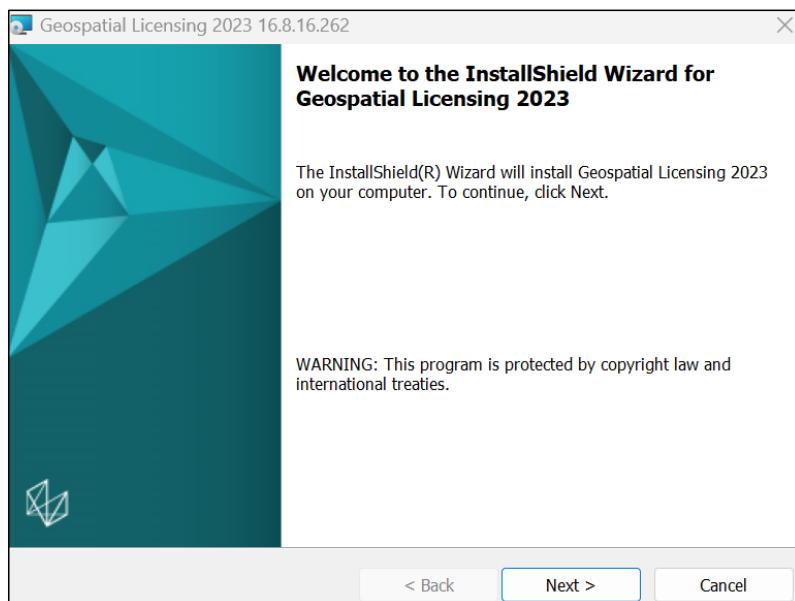 Geospatial Licensing 2023 16.8.16.262
Welcome to the InstallShield Wizard for
Geospatial Licensing 2023
The InstallShield(R) Wizard will install Geospatial Licensing 2023
on your computer. To continue, click Next.
WARNING: This program is protected by copyright law and
international treaties.
< Back
Next >
Cancel